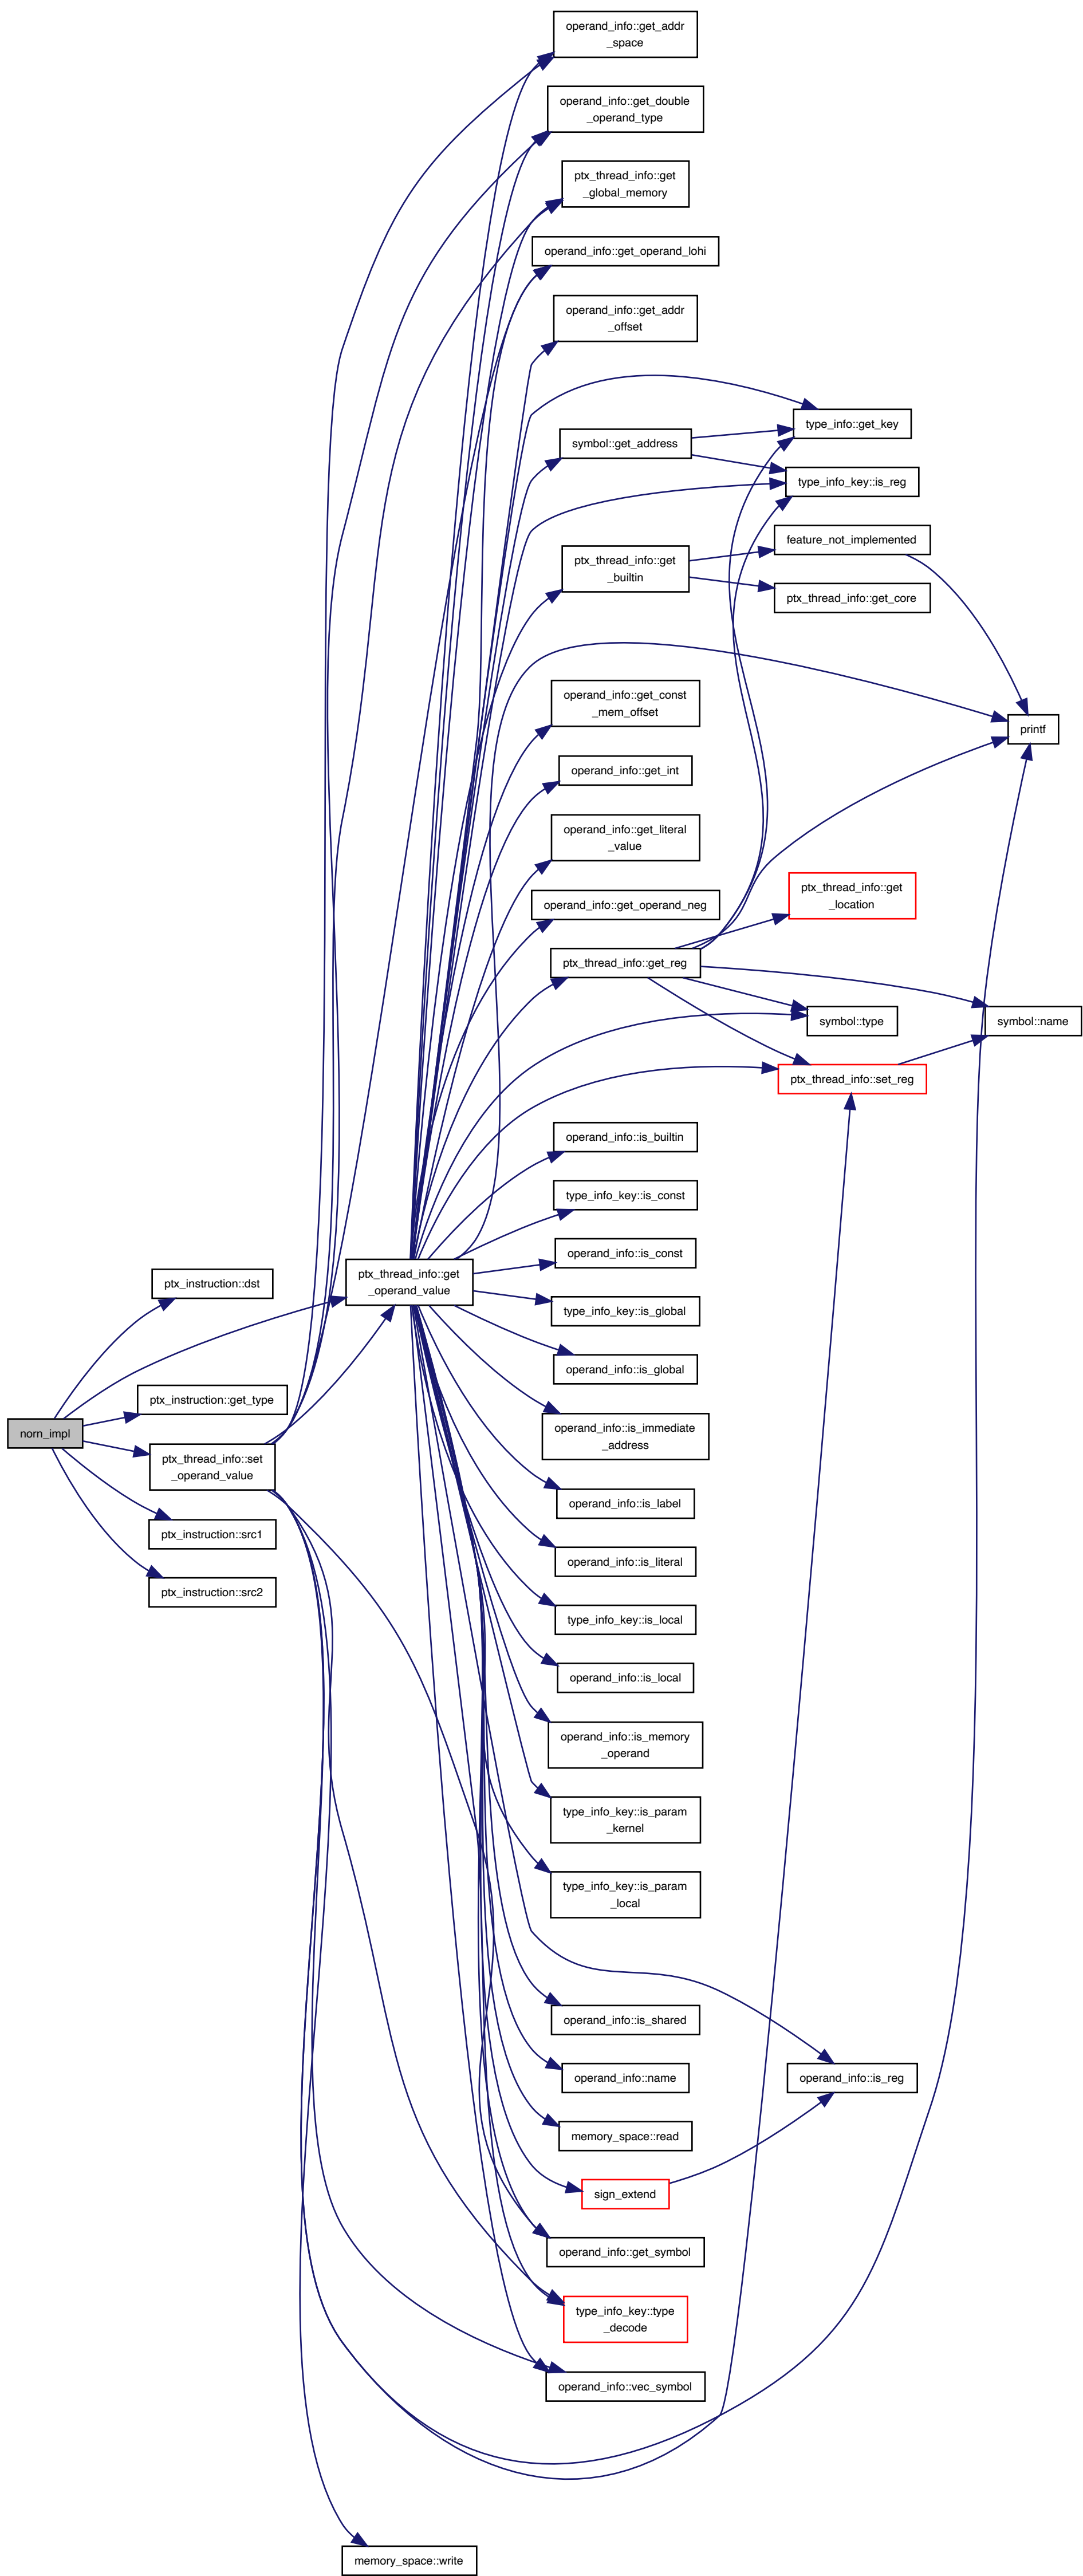 operand_info::get_addr
_space
operand_info::get_double
_operand_type
ptx_thread_info::get
_global_memory
operand_info::get_operand_lohi
operand_info::get_addr
_offset
type_info::get_key
symbol::get_address
type_info_key::is_reg
feature_not_implemented
ptx_thread_info::get
_builtin
ptx_thread_info::get_core
operand_info::get_const
_mem_offset
printf
operand_info::get_int
operand_info::get_literal
_value
ptx_thread_info::get
_location
operand_info::get_operand_neg
ptx_thread_info::get_reg
symbol::type
symbol::name
ptx_thread_info::set_reg
operand_info::is_builtin
type_info_key::is_const
operand_info::is_const
ptx_thread_info::get
_operand_value
ptx_instruction::dst
type_info_key::is_global
operand_info::is_global
ptx_instruction::get_type
operand_info::is_immediate
_address
norn_impl
ptx_thread_info::set
_operand_value
operand_info::is_label
ptx_instruction::src1
operand_info::is_literal
ptx_instruction::src2
type_info_key::is_local
operand_info::is_local
operand_info::is_memory
_operand
type_info_key::is_param
_kernel
type_info_key::is_param
_local
operand_info::is_shared
operand_info::name
operand_info::is_reg
memory_space::read
sign_extend
operand_info::get_symbol
type_info_key::type
_decode
operand_info::vec_symbol
memory_space::write